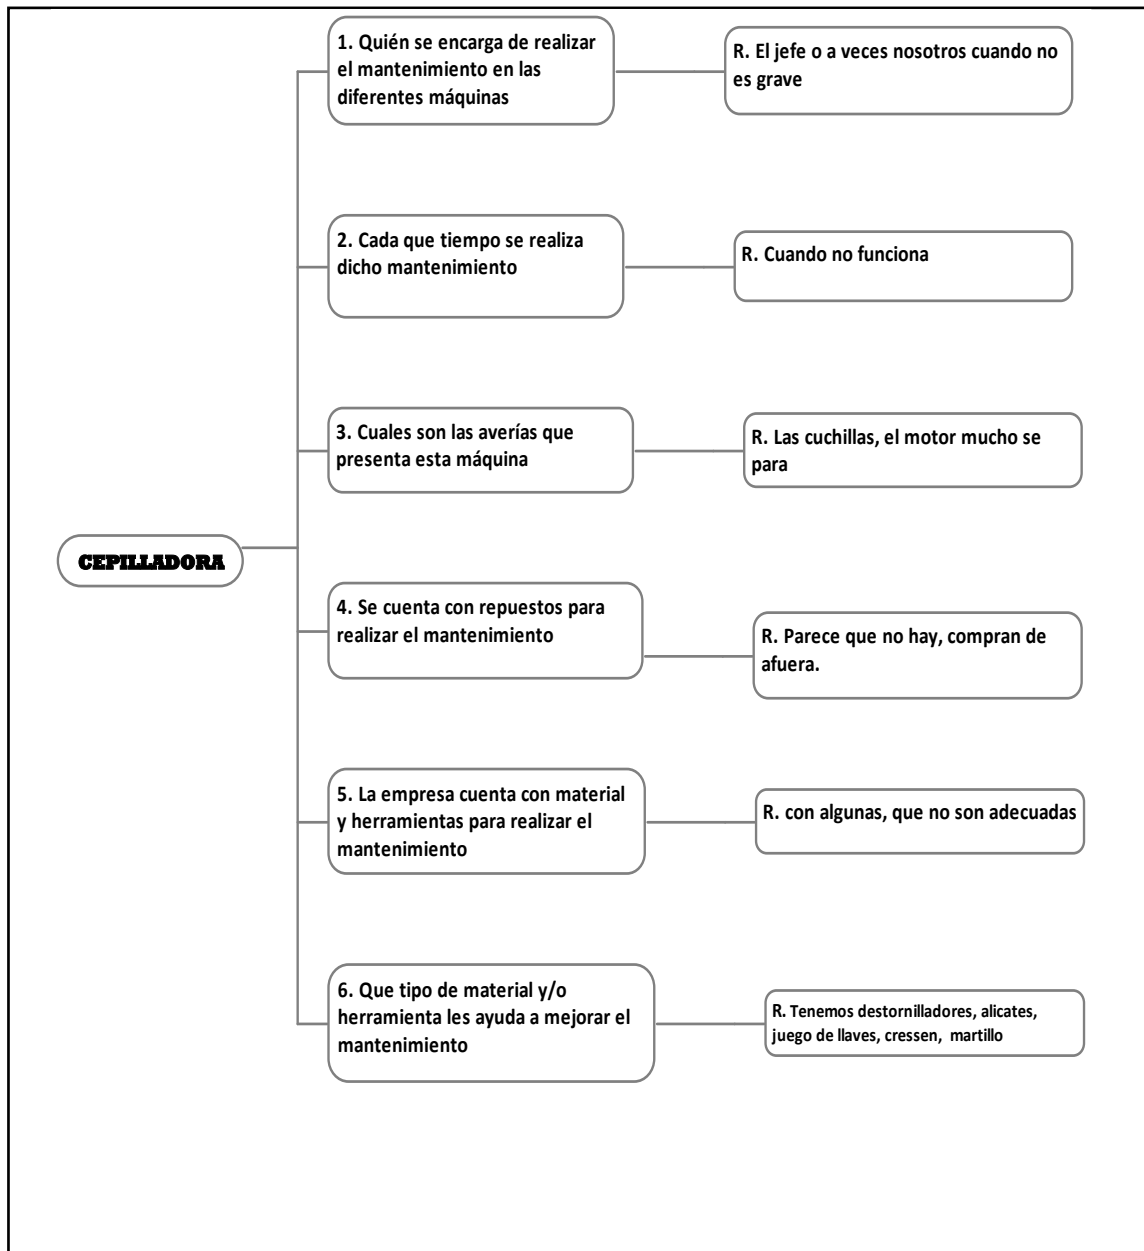 1. Quién se encarga de realizar
el mantenimiento en las
diferentes máquinas
R. El jefe o a veces nosotros cuando no
es grave
2. Cada que tiempo se realiza
dicho mantenimiento
R. Cuando no funciona
3. Cuales son las averías que
presenta esta máquina
R. Las cuchillas, el motor mucho se
para
CEPILLADORA
4. Se cuenta con repuestos para
realizar el mantenimiento
R. Parece que no hay, compran de
afuera.
5. La empresa cuenta con material
y herramientas para realizar el
mantenimiento
R. con algunas, que no son adecuadas
6. Que tipo de material y/o
herramienta les ayuda a mejorar el
mantenimiento
R. Tenemos destornilladores, alicates,
juego de llaves, cressen, martillo